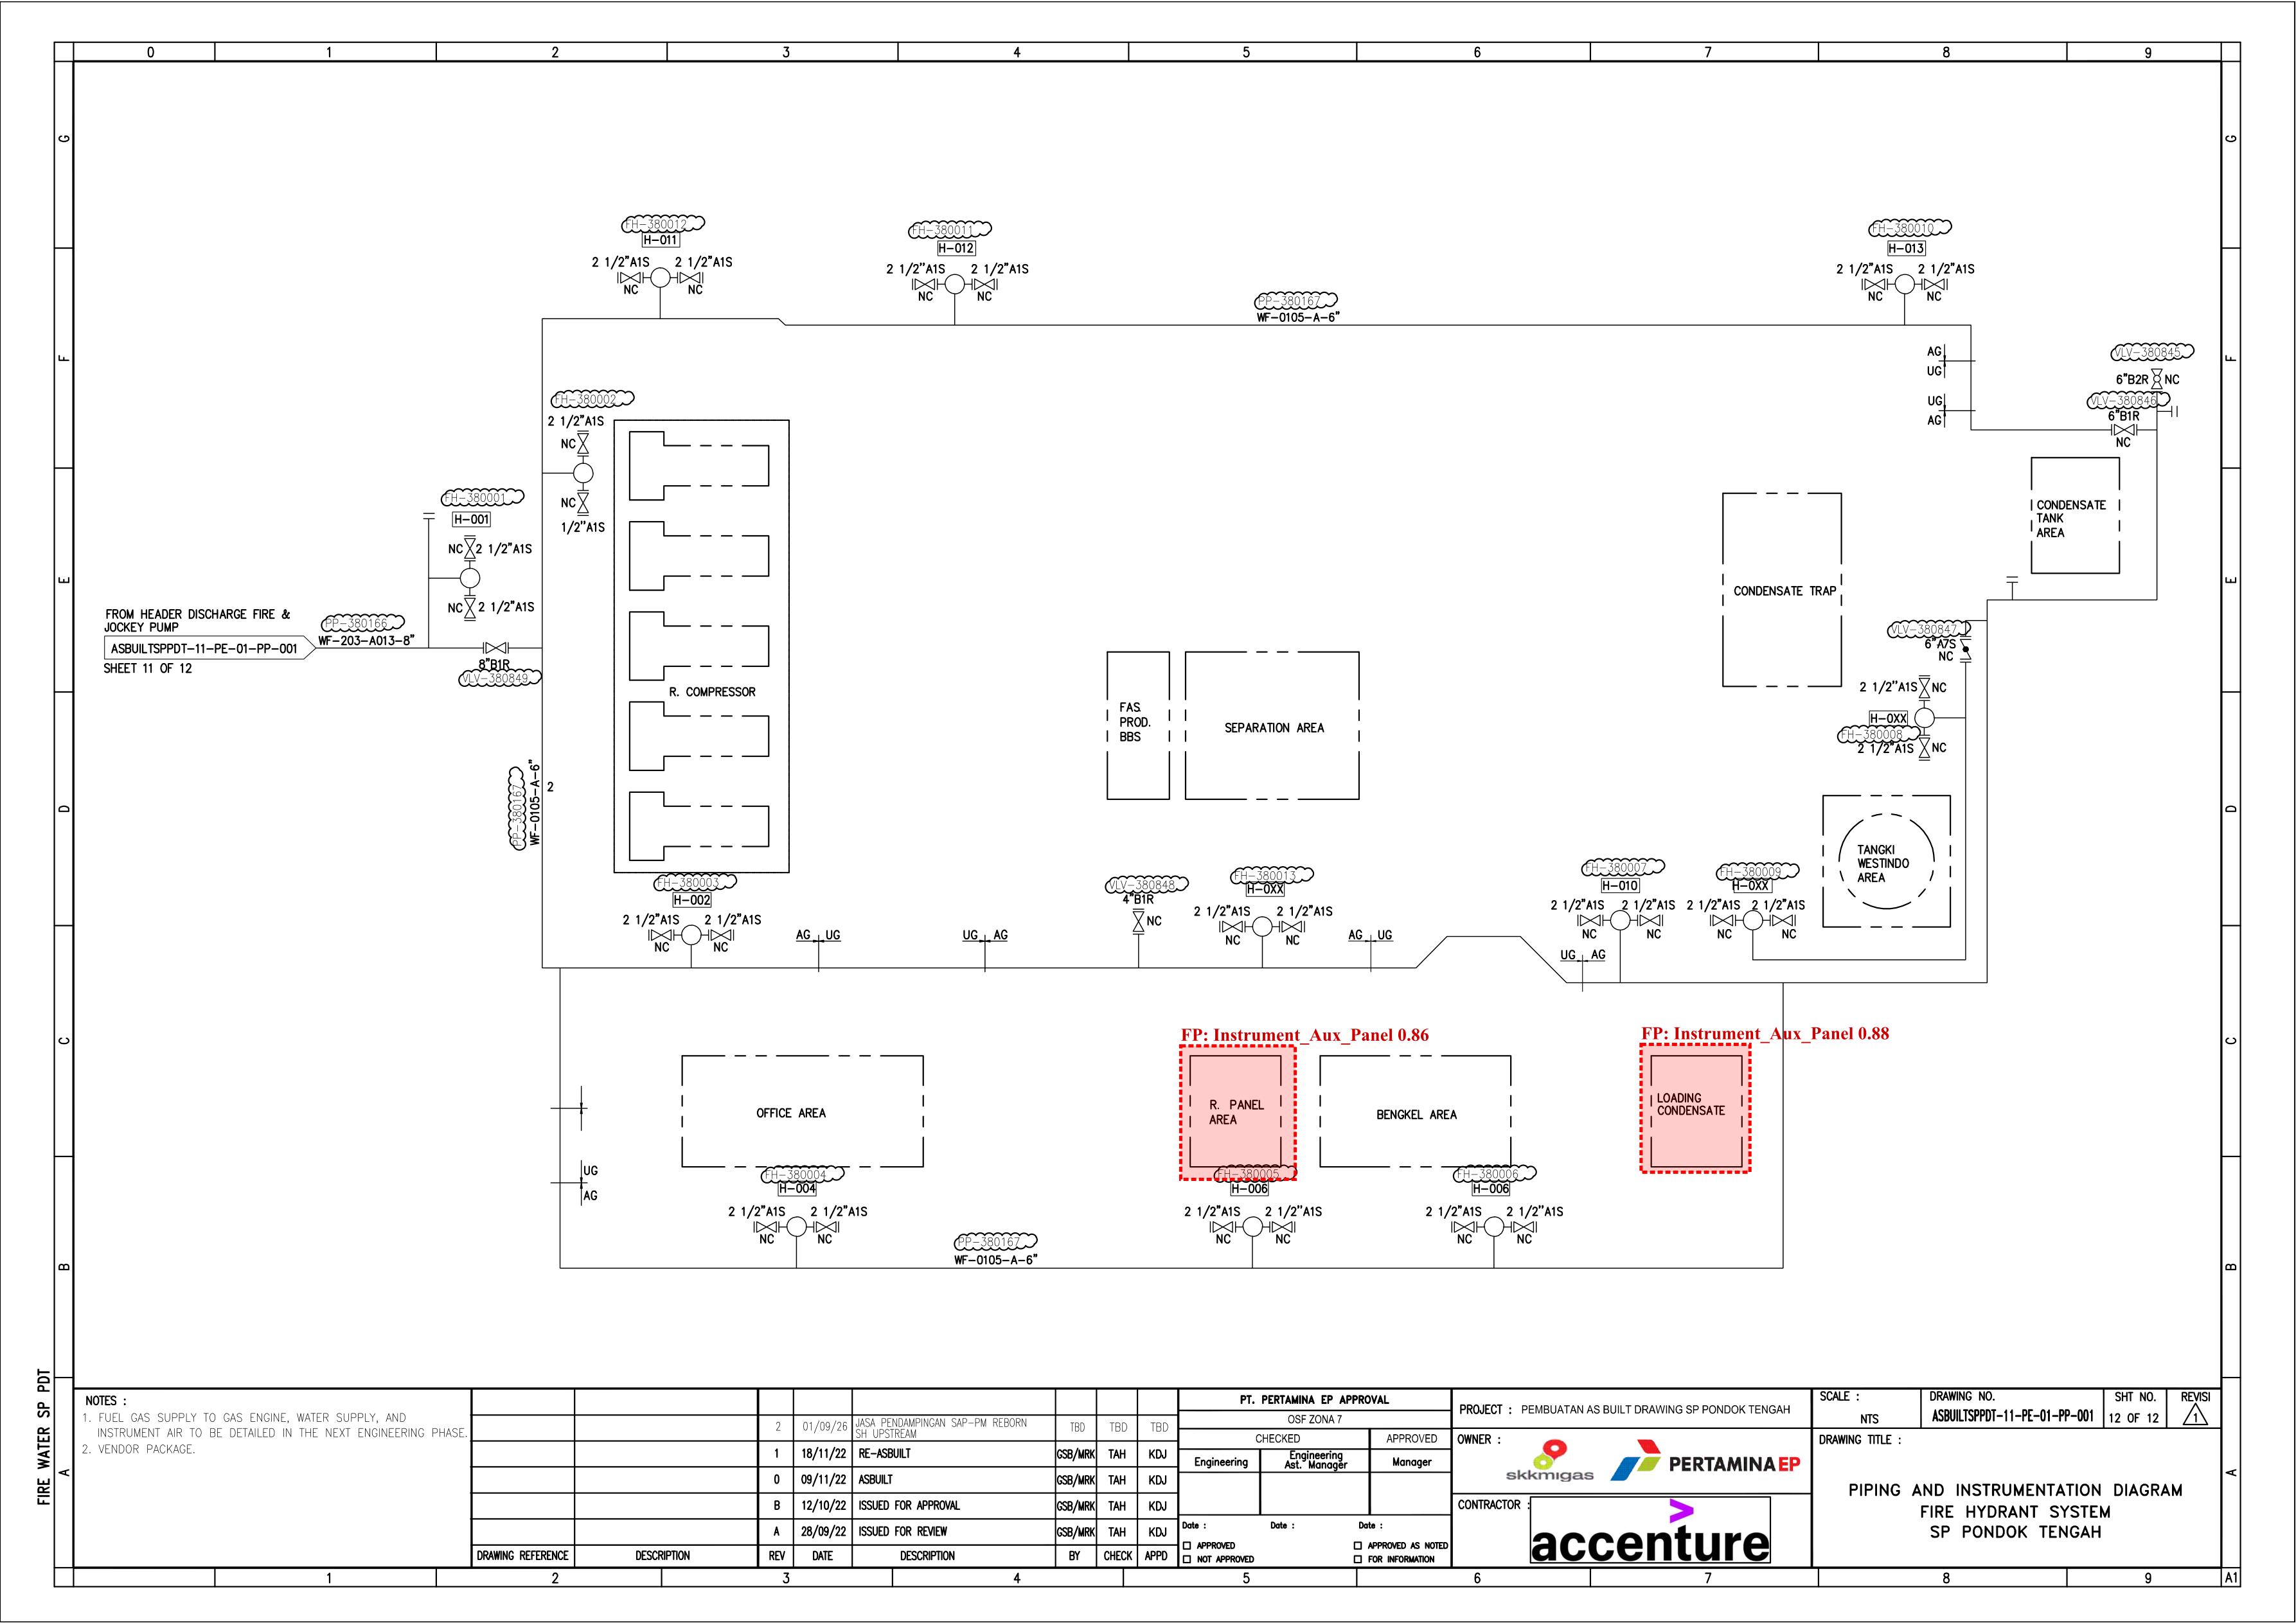 0 1 2 3 4 5 6 7 8 9
G G
F F
E E
D D
C C
B B
A A
FH-380012
H-011
2 1/2"A1S 2 1/2"A1S
NC NC
FH-380011
H-012
2 1/2"A1S 2 1/2"A1S
NC NC
PP-380167
WF-0105-A-6"
FH-380010
H-013
2 1/2"A1S 2 1/2"A1S
NC NC
AG
UG
UG
AG
VLV-380845
6"B2R NC
VLV-380846
6"B1R
NC
FH-380002
2 1/2"A1S
NC
NC
1/2"A1S
FH-380001
H-001
NC 2 1/2"A1S
NC 2 1/2"A1S
FROM HEADER DISCHARGE FIRE &
JOCKEY PUMP
ASBUILTSPPDT-11-PE-01-PP-001
SHEET 11 OF 12
PP-380166
WF-203-A013-8"
8"B1R
VLV-380849
R. COMPRESSOR
PP-380167
WF-0105-A-6"
2
FAS.
PROD.
BBS
SEPARATION AREA
CONDENSATE TRAP
CONDENSATE
TANK
AREA
VLV-380847
6"A7S
NC
2 1/2"A1S NC
H-0XX
FH-380008
2 1/2"A1S NC
TANGKI
WESTINDO
AREA
FH-380003
H-002
2 1/2"A1S 2 1/2"A1S
NC NC
AG UG
UG AG
VLV-380848
4"B1R
NC
FH-380013
H-0XX
2 1/2"A1S 2 1/2"A1S
NC NC
AG UG
FH-380007
H-010
2 1/2"A1S 2 1/2"A1S
NC NC
UG AG
FH-380009
H-0XX
2 1/2"A1S 2 1/2"A1S
NC NC
FP: Instrument_Aux_Panel 0.86
FP: Instrument_Aux_Panel 0.88
OFFICE AREA
R. PANEL
AREA
BENGKEL AREA
LOADING
CONDENSATE
UG
AG
FH-380004
H-004
2 1/2"A1S 2 1/2"A1S
NC NC
FH-380005
H-006
2 1/2"A1S 2 1/2"A1S
NC NC
FH-380006
H-006
2 1/2"A1S 2 1/2"A1S
NC NC
PP-380167
WF-0105-A-6"
FIRE WATER SP PDT
NOTES :
1. FUEL GAS SUPPLY TO GAS ENGINE, WATER SUPPLY, AND
INSTRUMENT AIR TO BE DETAILED IN THE NEXT ENGINEERING PHASE.
2. VENDOR PACKAGE.
DRAWING REFERENCE DESCRIPTION
2 01/09/26 JASA PENDAMPINGAN SAP-PM REBORN
SH UPSTREAM
TBD TBD TBD
1 18/11/22 RE-ASBUILT GSB/MRK TAH KDJ
0 09/11/22 ASBUILT GSB/MRK TAH KDJ
B 12/10/22 ISSUED FOR APPROVAL GSB/MRK TAH KDJ
A 28/09/22 ISSUED FOR REVIEW GSB/MRK TAH KDJ
REV DATE DESCRIPTION BY CHECK APPD
PT. PERTAMINA EP APPROVAL
OSF ZONA 7
CHECKED APPROVED
Engineering Engineering
Ast. Manager Manager
Date : Date : Date :
APPROVED APPROVED AS NOTED
NOT APPROVED FOR INFORMATION
PROJECT : PEMBUATAN AS BUILT DRAWING SP PONDOK TENGAH
OWNER :
skkmigas PERTAMINA EP
CONTRACTOR :
accenture
SCALE :
NTS
DRAWING NO.
ASBUILTSPPDT-11-PE-01-PP-001
SHT NO.
12 OF 12
REVISI
1
DRAWING TITLE :
PIPING AND INSTRUMENTATION DIAGRAM
FIRE HYDRANT SYSTEM
SP PONDOK TENGAH
1 2 3 4 5 6 7 8 9 A1